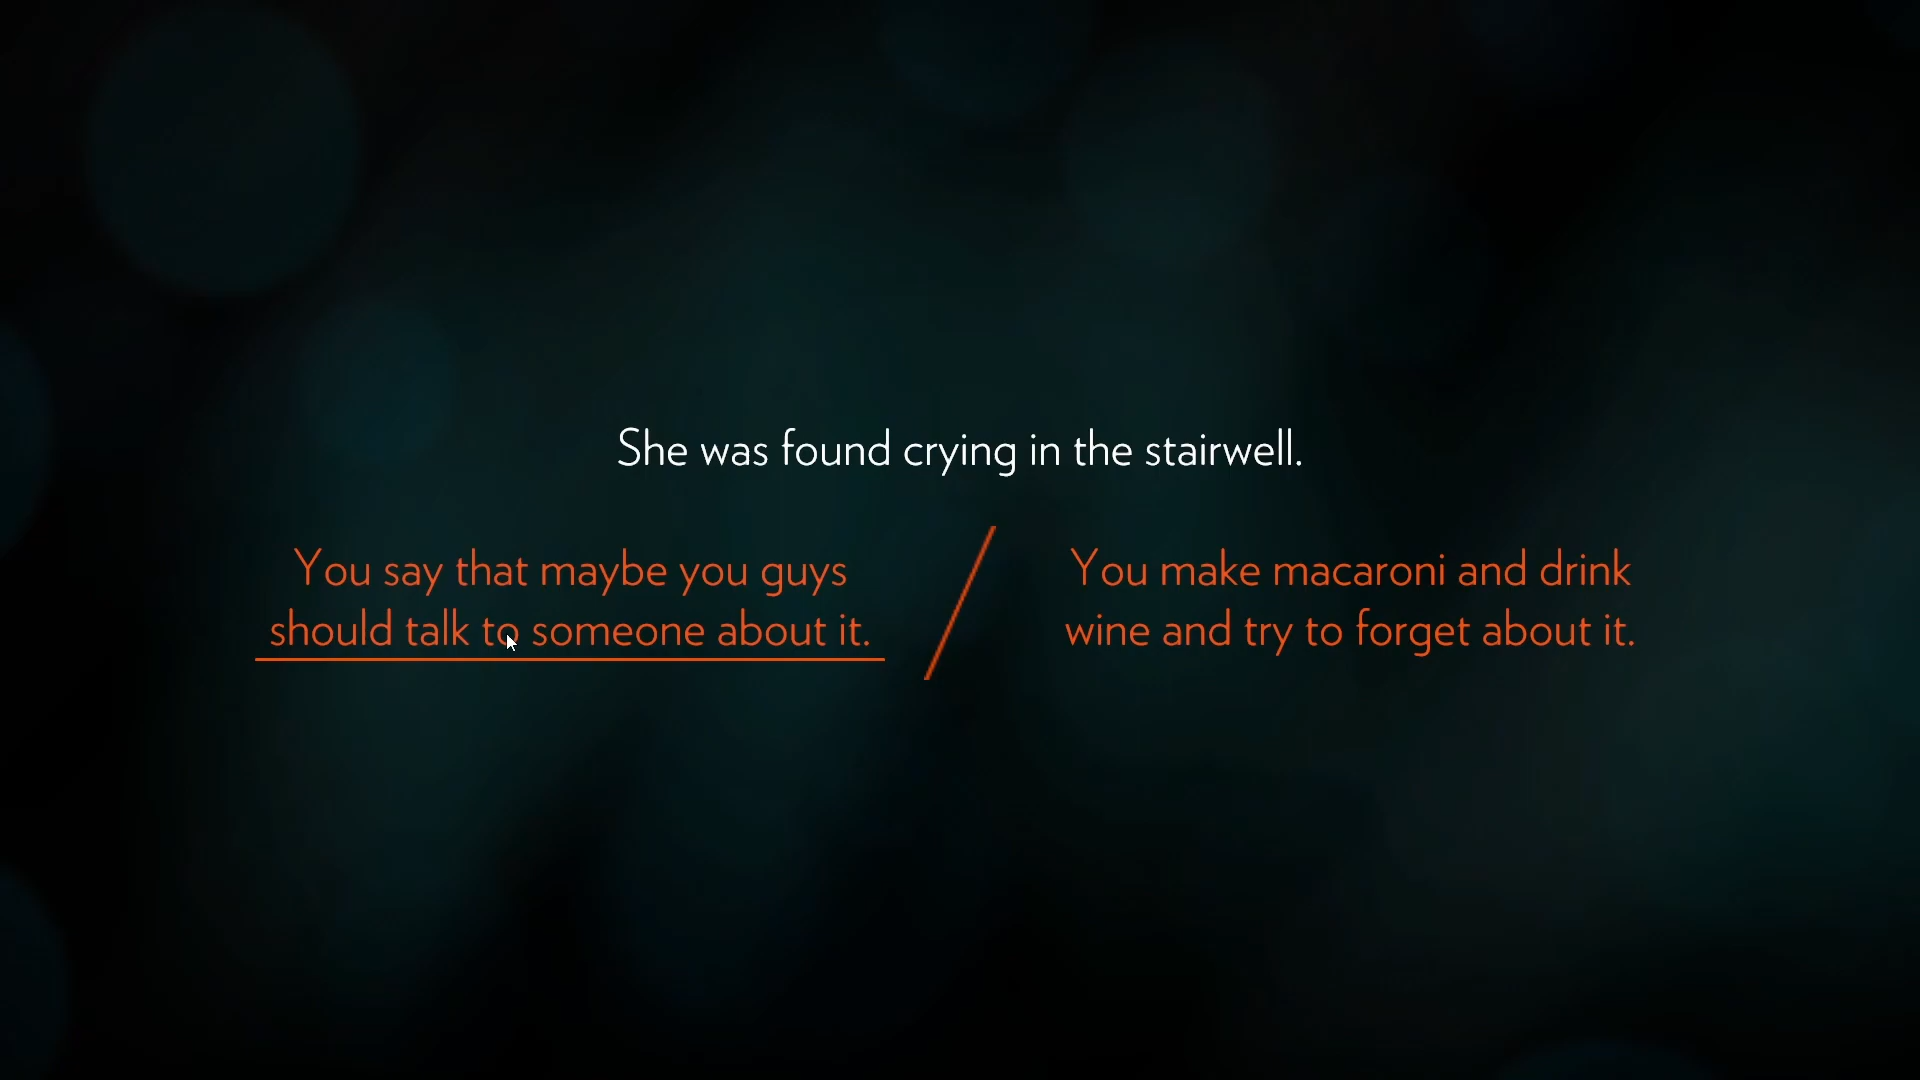 She was found crying in the stairwell.
You say that maybe you guys
should talk to someone about it.
You make macaroni and drink
wine and try to forget about it.